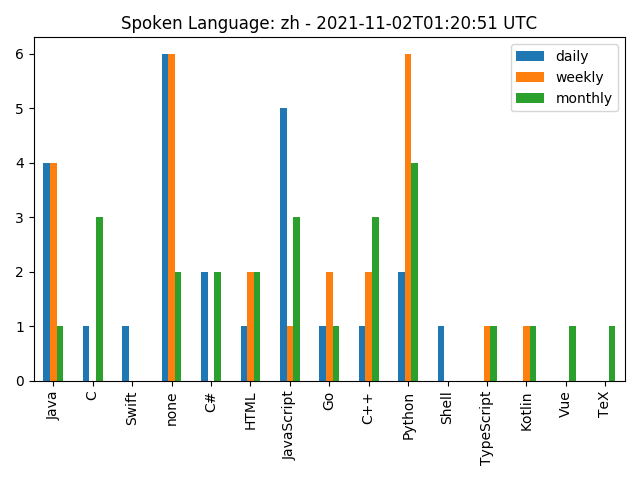 Spoken Language: zh - 2021-11-02T01:20:51 UTC
daily
weekly
monthly
6
5
4
3
2
1
0
Java
C
Swift
none
C#
HTML
JavaScript
Go
C++
Python
Shell
TypeScript
Kotlin
Vue
TeX